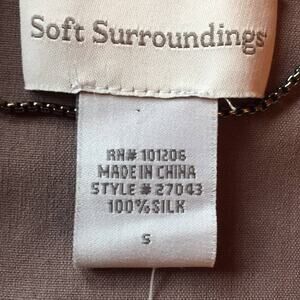 Soft Surroundings
RN# 101206
MADE IN CHINA
STYLE # 27043
100% SILK
S